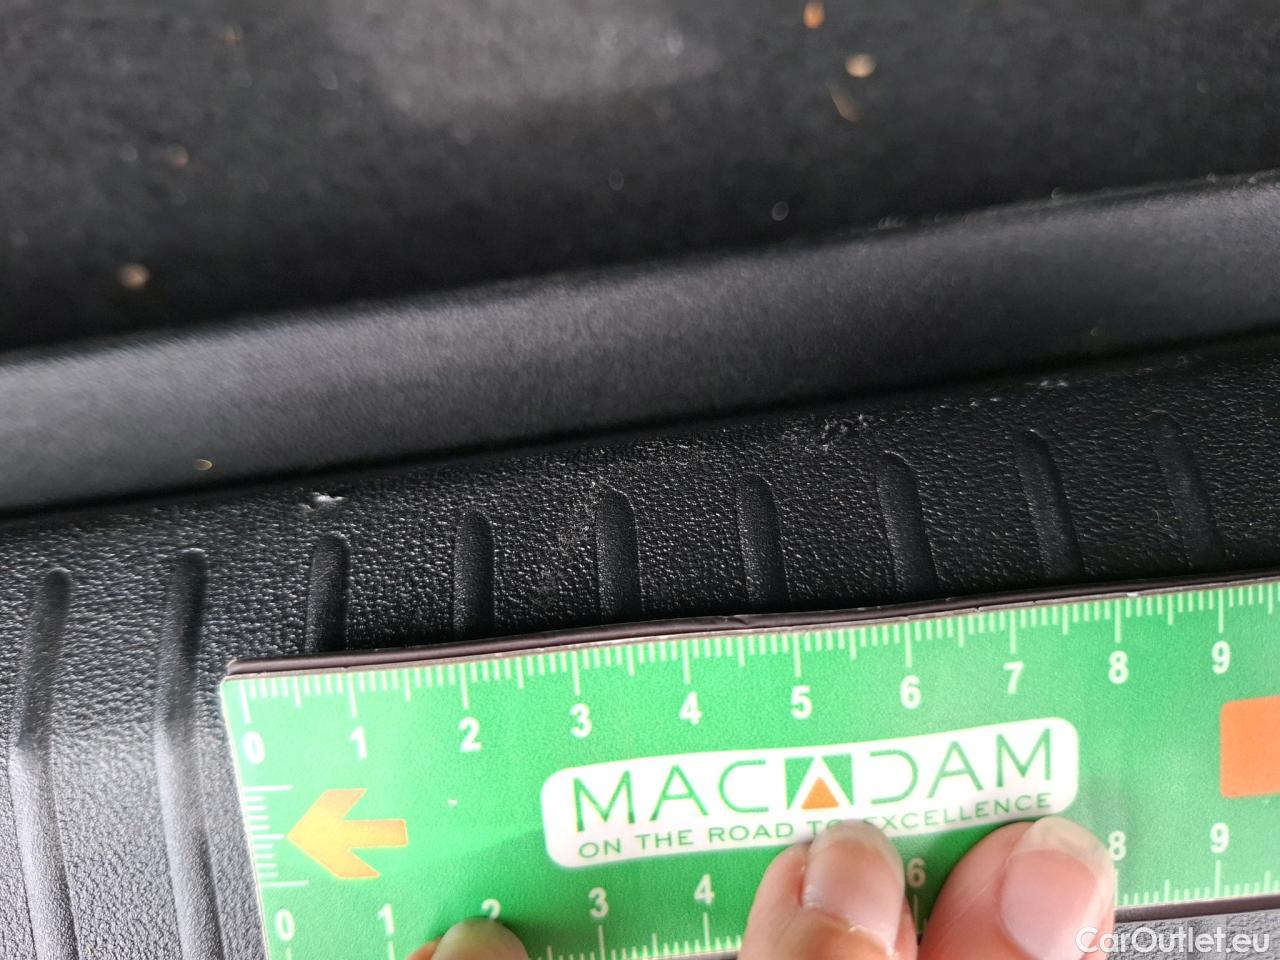 0 1 2 3 4 5 6 7 8 9
MACADAM
ON THE ROAD TO EXCELLENCE
0 1 2 3 4 6 8 9
CarOutlet.eu